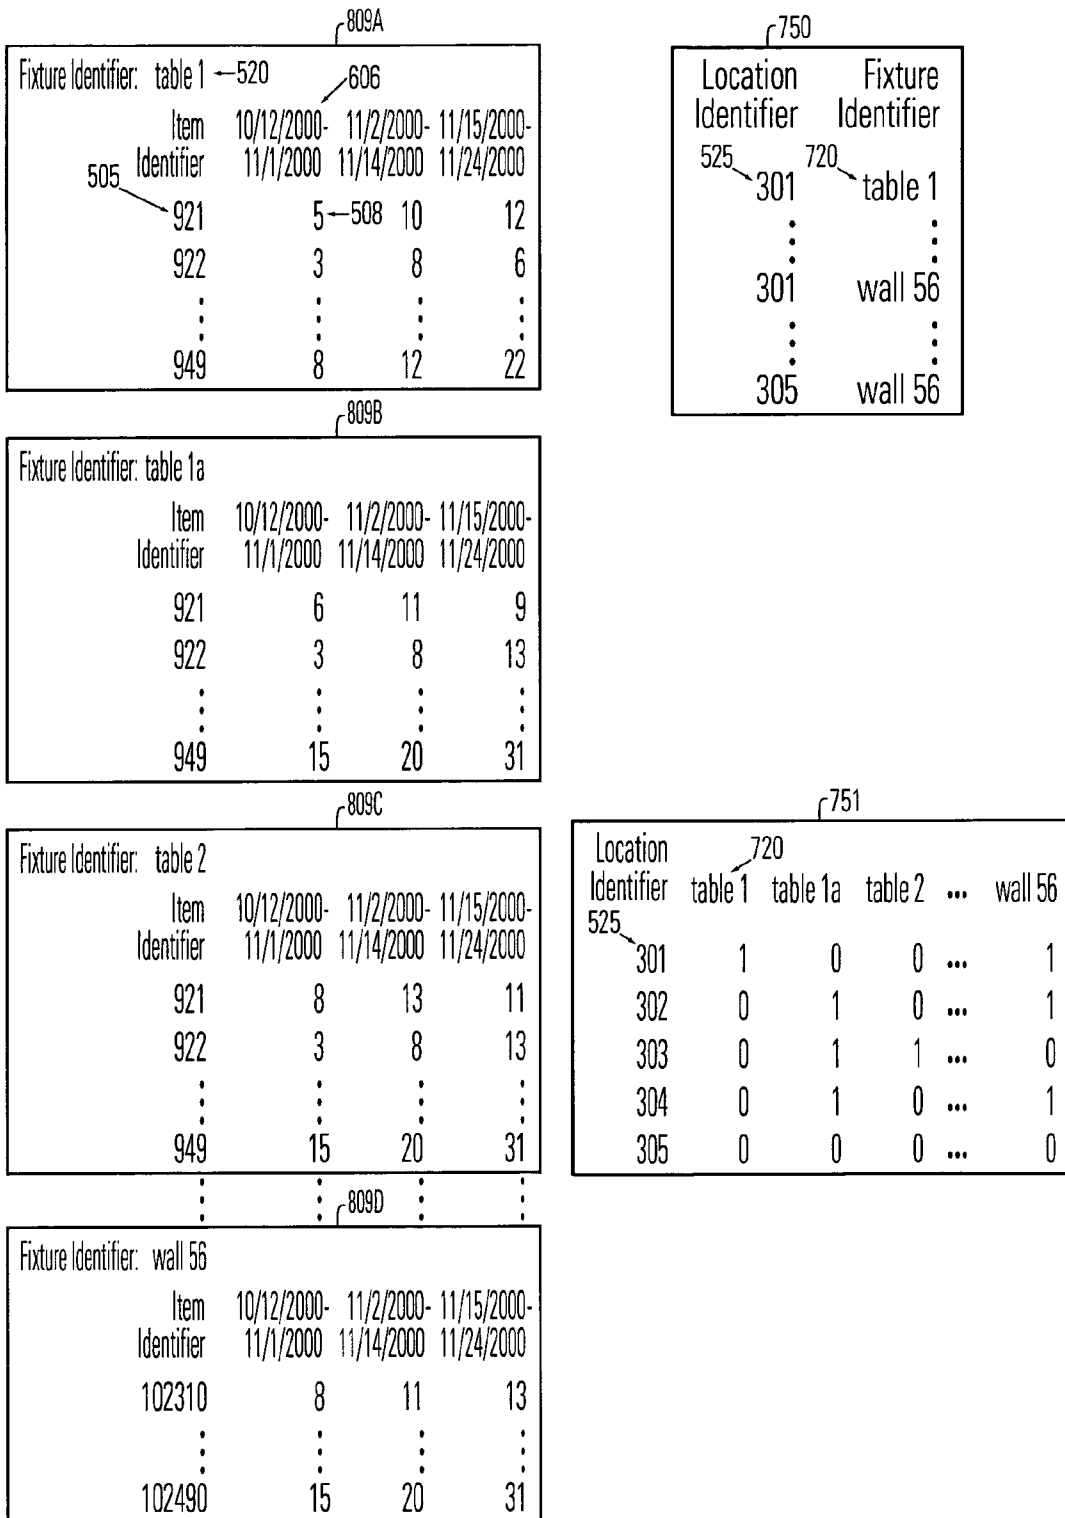 809A
Fixture Identifier: table 1 520
606
Item 10/12/2000- 11/2/2000- 11/15/2000-
Identifier 11/1/2000 11/14/2000 11/24/2000
505
921 5 508 10 12
922 3 8 6
949 8 12 22
809B
Fixture Identifier: table 1a
Item 10/12/2000- 11/2/2000- 11/15/2000-
Identifier 11/1/2000 11/14/2000 11/24/2000
921 6 11 9
922 3 8 13
949 15 20 31
809C
Fixture Identifier: table 2
Item 10/12/2000- 11/2/2000- 11/15/2000-
Identifier 11/1/2000 11/14/2000 11/24/2000
921 8 13 11
922 3 8 13
949 15 20 31
809D
Fixture Identifier: wall 56
Item 10/12/2000- 11/2/2000- 11/15/2000-
Identifier 11/1/2000 11/14/2000 11/24/2000
102310 8 11 13
102490 15 20 31
750
Location Fixture
Identifier Identifier
525 720
301 table 1
301 wall 56
305 wall 56
751
Location 720
Identifier table 1 table 1a table 2 ... wall 56
525
301 1 0 0 ... 1
302 0 1 0 ... 1
303 0 1 1 ... 0
304 0 1 0 ... 1
305 0 0 0 ... 0